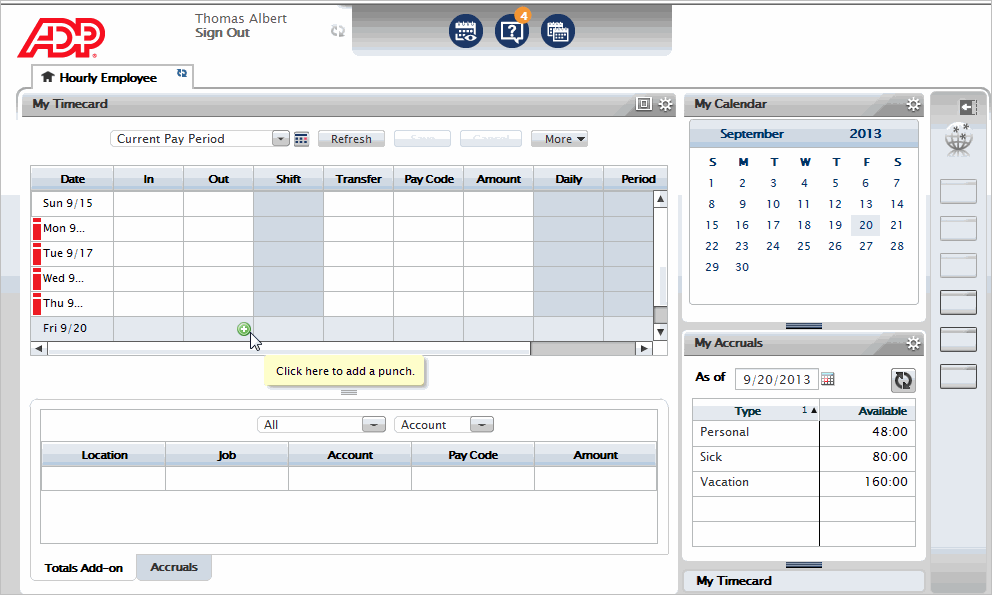 ADP
Thomas Albert
Sign Out
4
Hourly Employee
My Timecard
Current Pay Period
Refresh
Save
Cancel
More
Date In Out Shift Transfer Pay Code Amount Daily Period
Sun 9/15
Mon 9...
Tue 9/17
Wed 9...
Thu 9...
Fri 9/20
Click here to add a punch.
All
Account
Location Job Account Pay Code Amount
Totals Add-on
Accruals
My Calendar
September 2013
S M T W T F S
1 2 3 4 5 6 7
8 9 10 11 12 13 14
15 16 17 18 19 20 21
22 23 24 25 26 27 28
29 30
My Accruals
As of 9/20/2013
Type 1 Available
Personal 48:00
Sick 80:00
Vacation 160:00
My Timecard